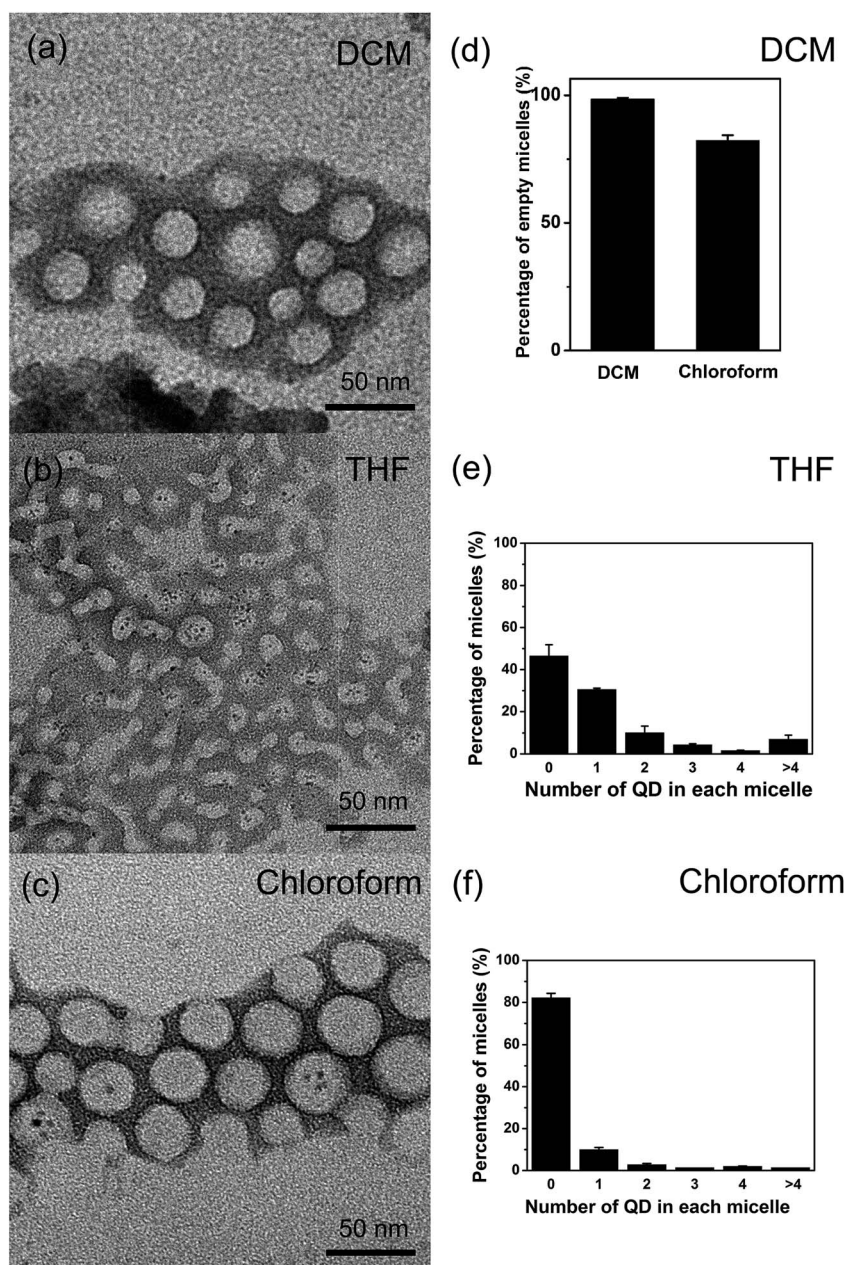 (a)
DCM
50 nm
(b)
THF
50 nm
(c)
Chloroform
50 nm
(d)
DCM
Percentage of empty micelles (%)
100
50
0
DCM Chloroform
(e)
THF
Percentage of micelles (%)
100
80
60
40
20
0
0 1 2 3 4 >4
Number of QD in each micelle
(f)
Chloroform
Percentage of micelles (%)
100
80
60
40
20
0
0 1 2 3 4 >4
Number of QD in each micelle